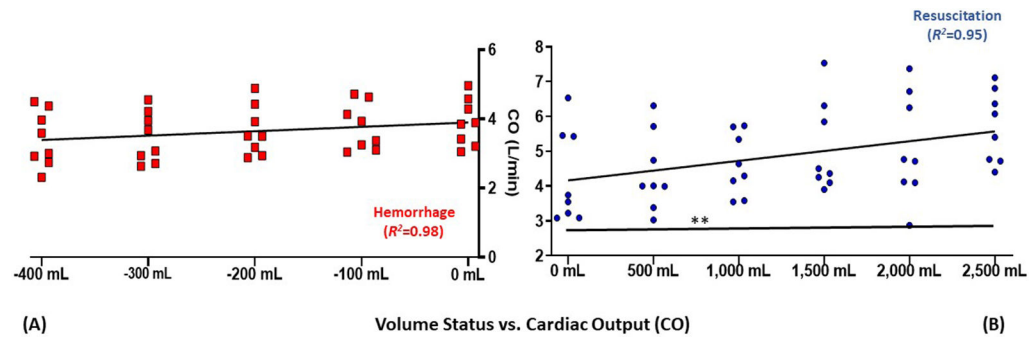 Resuscitation
(R²=0.95)
6
4
2
0
CO (L/min)
Hemorrhage
(R²=0.98)
-400 mL
-300 mL
-200 mL
-100 mL
0 mL
8
7
6
5
4
3
2
**
0 mL
500 mL
1,000 mL
1,500 mL
2,000 mL
2,500 mL
(A)
Volume Status vs. Cardiac Output (CO)
(B)